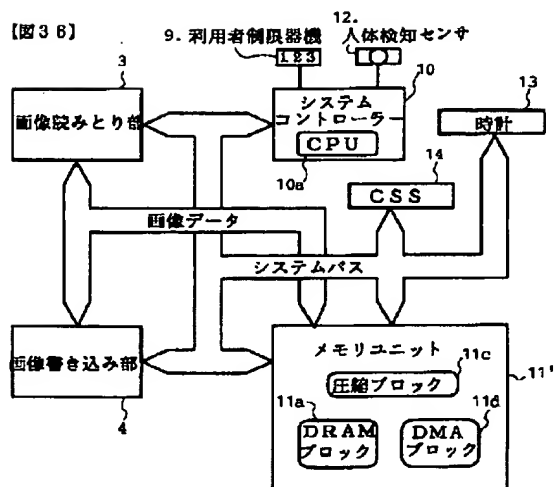 【図36】
9. 利用者制限器機
12. 人体検知センサ
123
3
10
13
画像院みとり部
システム
コントローラー
CPU
10a
時計
14
CSS
画像データ
システムバス
画像書き込み部
4
メモリユニット
11c
圧縮ブロック
11'
11a
11d
DRAM
ブロック
DMA
ブロック